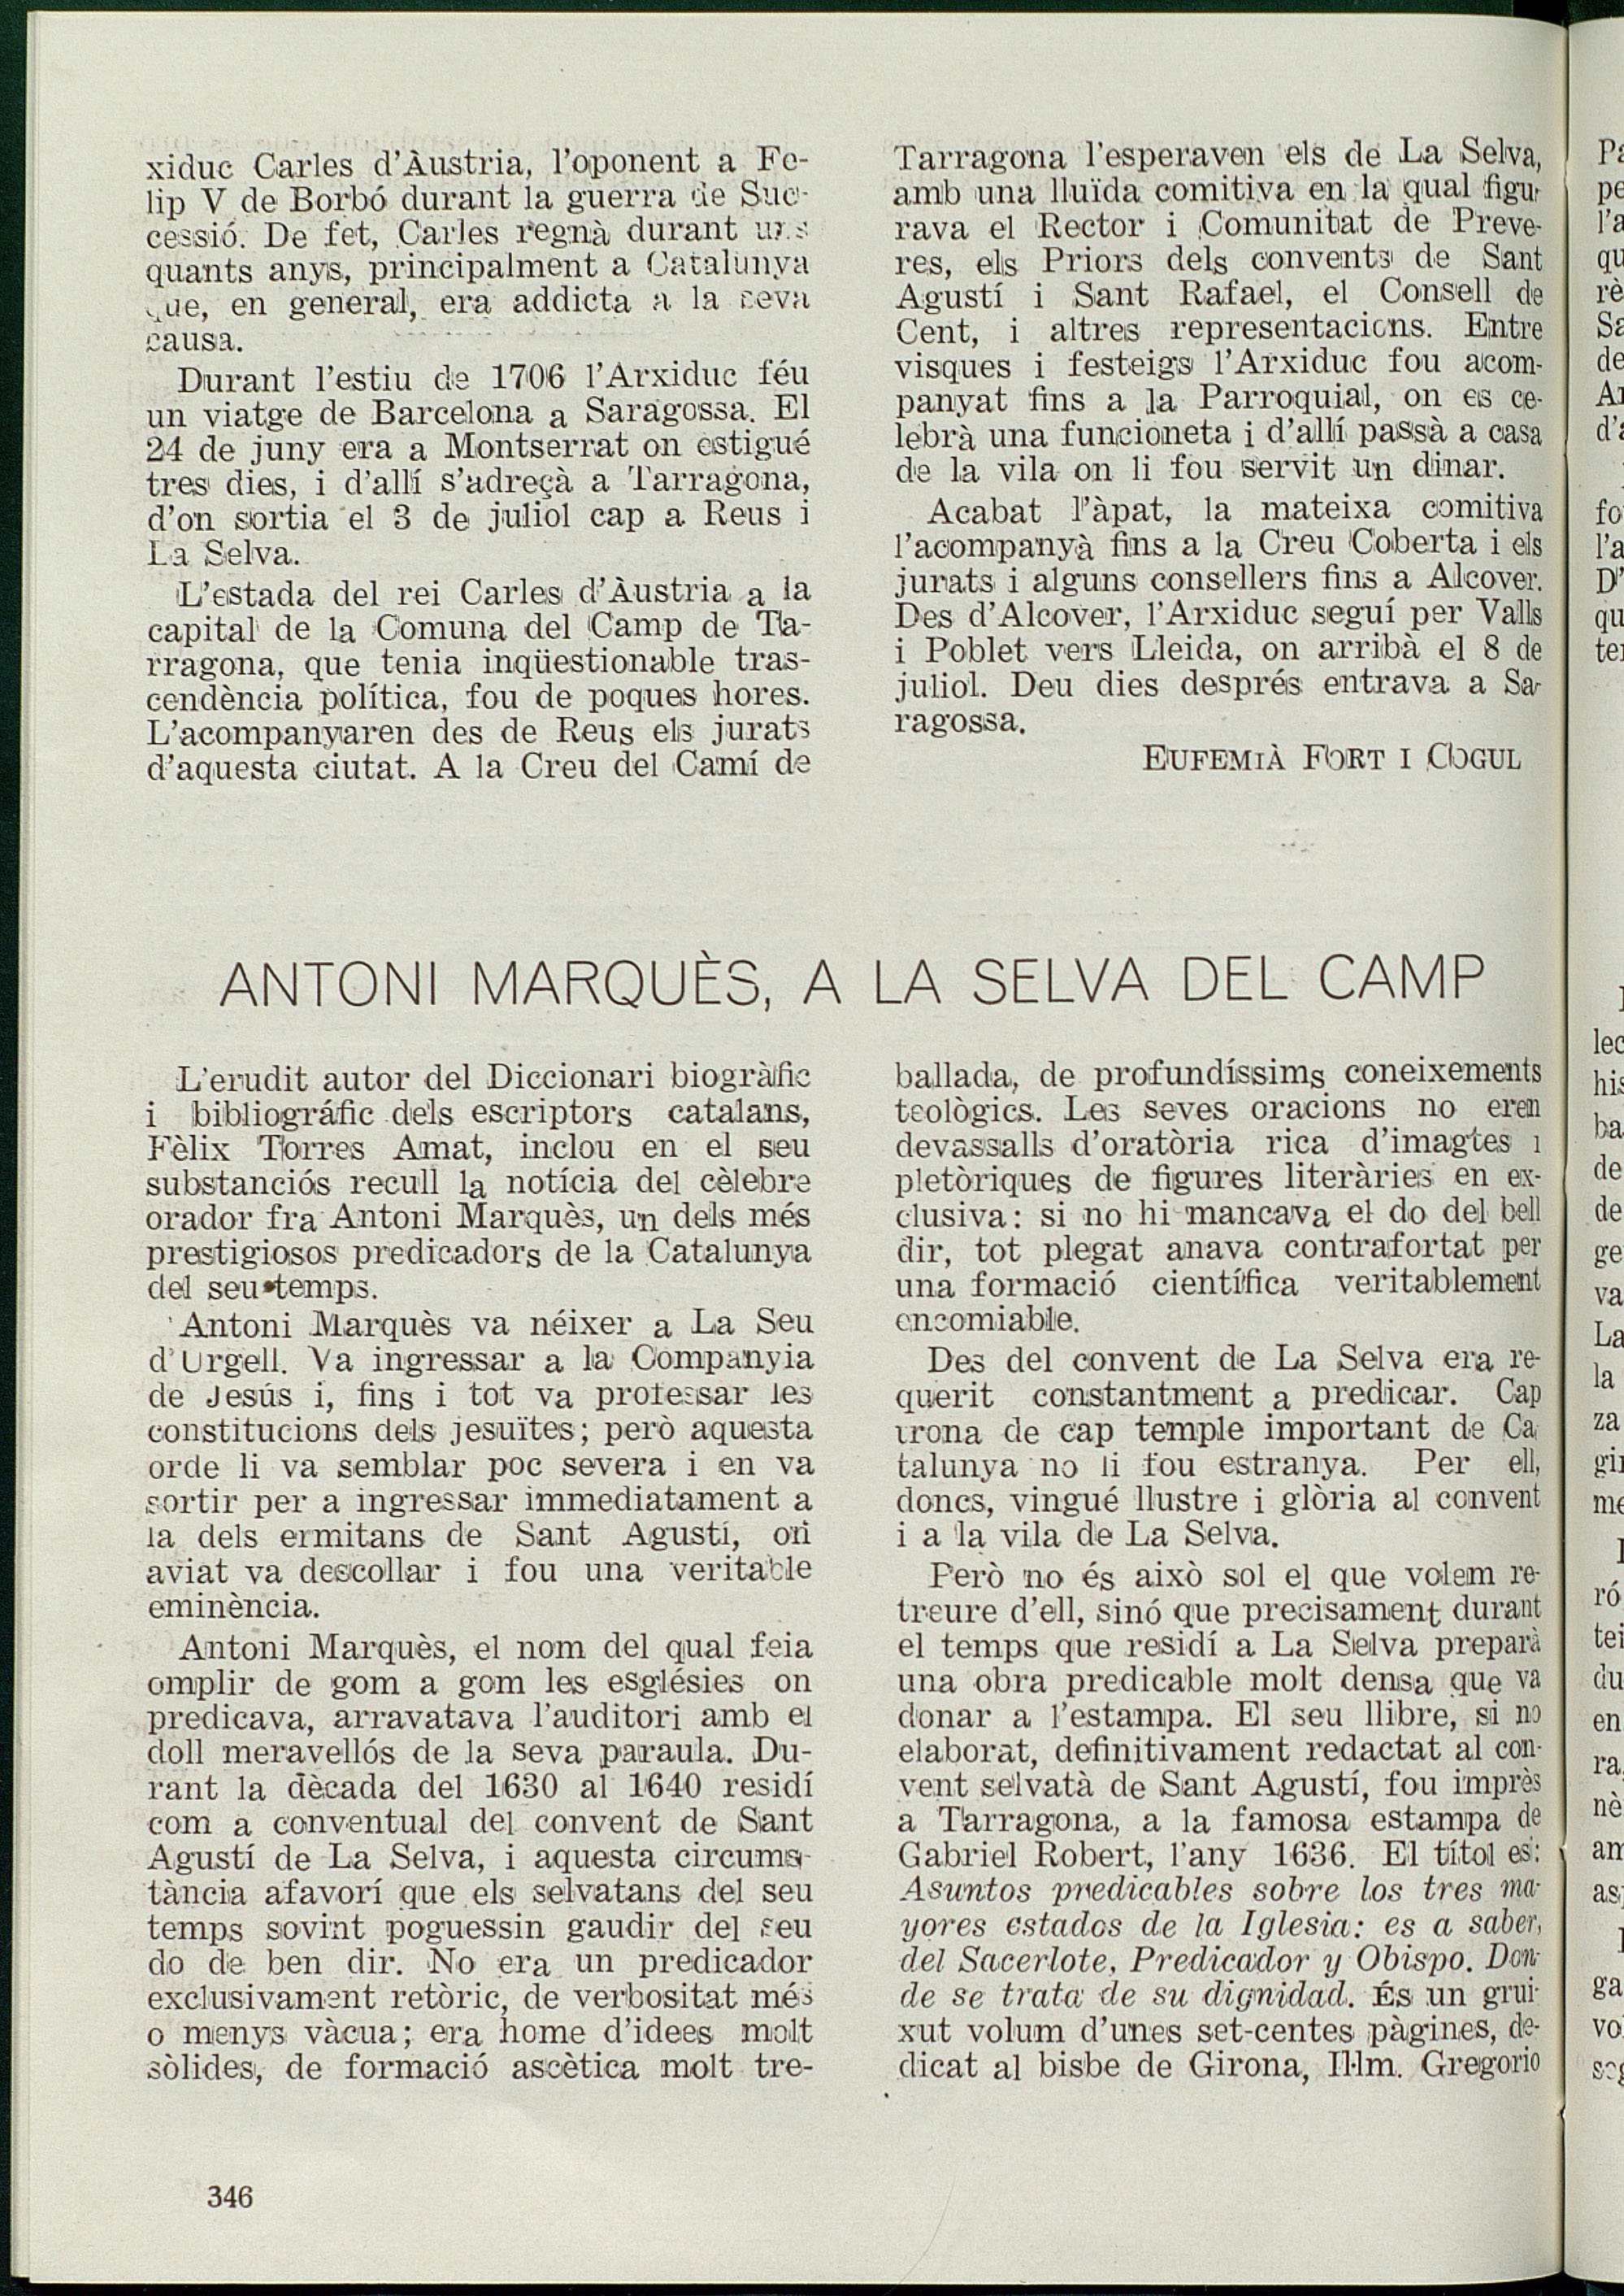 xiduc Carles d'Àustria, l'oponent a Fe-
lip V de Borbó durant la guerra de Suc-
cessió. De fet, Carles regnà durant uns
quants anys, principalment a Catalunya
que, en general, era addicta a la seva
causa.
Durant l'estiu de 1706 l'Arxiduc féu
un viatge de Barcelona a Saragossa. El
24 de juny era a Montserrat on estigué
tres dies, i d'allí s'adreçà a Tarragona,
d'on sortia el 3 de juliol cap a Reus i
La Selva.
L'estada del rei Carles d'Àustria a la
capital de la Comuna del Camp de Ta-
rragona, que tenia inqüestionable tras-
cendència política, fou de poques hores.
L'acompanyaren des de Reus els jurats
d'aquesta ciutat. A la Creu del Camí de
Tarragona l'esperaven els de La Selva,
amb una lluïda comitiva en la qual figu-
rava el Rector i Comunitat de Preve-
res, els Priors dels convents de Sant
Agustí i Sant Rafael, el Consell de
Cent, i altres representacions. Entre
visques i festeigs l'Arxiduc fou acom-
panyat fins a la Parroquial, on es ce-
lebrà una funcioneta i d'allí passà a casa
de la vila on li fou servit un dinar.
Acabat l'àpat, la mateixa comitiva
l'acompanyà fins a la Creu Coberta i els
jurats i alguns consellers fins a Alcover.
Des d'Alcover, l'Arxiduc seguí per Valls
i Poblet vers Lleida, on arribà el 8 de
juliol. Deu dies després entrava a Sa-
ragossa.
EUFEMIÀ FORT I COGUL
ANTONI MARQUÈS, A LA SELVA DEL CAMP
L'erudit autor del Diccionari biogràfic
i bibliográfic dels escriptors catalans,
Fèlix Torres Amat, inclou en el seu
substanciós recull la notícia del cèlebre
orador fra Antoni Marquès, un dels més
prestigiosos predicadors de la Catalunya
del seu temps.
Antoni Marquès va néixer a La Seu
d'Urgell. Va ingressar a la Companyia
de Jesús i, fins i tot va professar les
constitucions dels jesuïtes; però aquesta
orde li va semblar poc severa i en va
sortir per a ingressar immediatament a
la dels ermitans de Sant Agustí, on
aviat va descollar i fou una veritable
eminència.
Antoni Marquès, el nom del qual feia
omplir de gom a gom les esglésies on
predicava, arravatava l'auditori amb el
doll meravellós de la seva paraula. Du-
rant la dècada del 1630 al 1640 residí
com a conventual del convent de Sant
Agustí de La Selva, i aquesta circums-
tància afavorí que els selvatans del seu
temps sovint poguessin gaudir del seu
do de ben dir. No era un predicador
exclusivament retòric, de verbositat més
o menys vàcua; era home d'idees molt
sòlides, de formació ascètica molt tre-
ballada, de profundíssims coneixements
teològics. Les seves oracions no eren
devassalls d'oratòria rica d'imagtes i
pletòriques de figures literàries en ex-
clusiva: si no hi mancava el do del bell
dir, tot plegat anava contrafortat per
una formació científica veritablement
encomiable.
Des del convent de La Selva era re-
querit constantment a predicar. Cap
trona de cap temple important de Ca-
talunya no li fou estranya. Per ell,
doncs, vingué llustre i glòria al convent
i a la vila de La Selva.
Però no és això sol el que volem re-
treure d'ell, sinó que precisament durant
el temps que residí a La Selva preparà
una obra predicable molt densa que va
donar a l'estampa. El seu llibre, si no
elaborat, definitivament redactat al con-
vent selvatà de Sant Agustí, fou imprès
a Tarragona, a la famosa estampa de
Gabriel Robert, l'any 1636. El títol es:
Asuntos predicables sobre los tres ma-
yores estados de la Iglesia: es a saber,
del Sacerlote, Predicador y Obispo. Don-
de se trata de su dignidad. És un grui-
xut volum d'unes set-centes pàgines, de-
dicat al bisbe de Girona, Il·lm. Gregorio
346